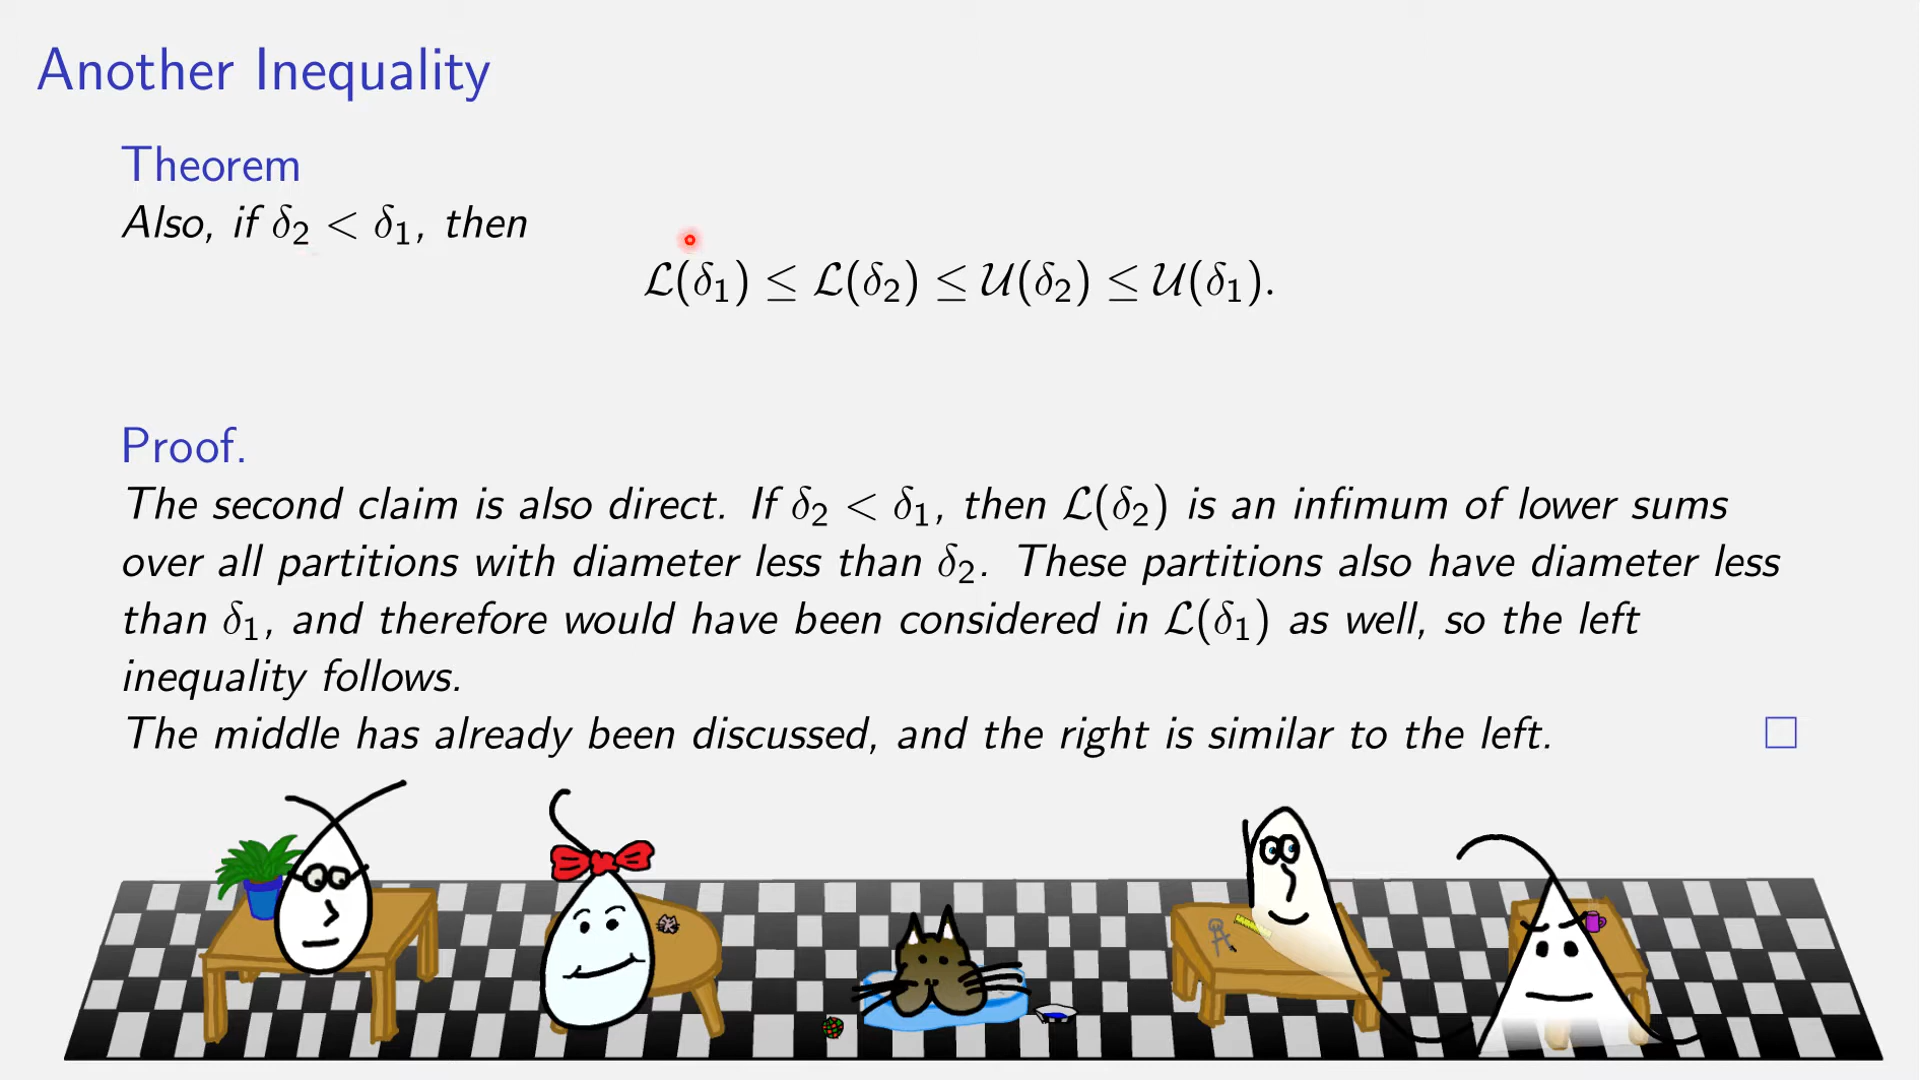 Another Inequality
Theorem
Also, if δ₂ < δ₁, then
ℒ(δ₁) ≤ ℒ(δ₂) ≤ 𝒰(δ₂) ≤ 𝒰(δ₁).
Proof.
The second claim is also direct. If δ₂ < δ₁, then ℒ(δ₂) is an infimum of lower sums
over all partitions with diameter less than δ₂. These partitions also have diameter less
than δ₁, and therefore would have been considered in ℒ(δ₁) as well, so the left
inequality follows.
The middle has already been discussed, and the right is similar to the left. □